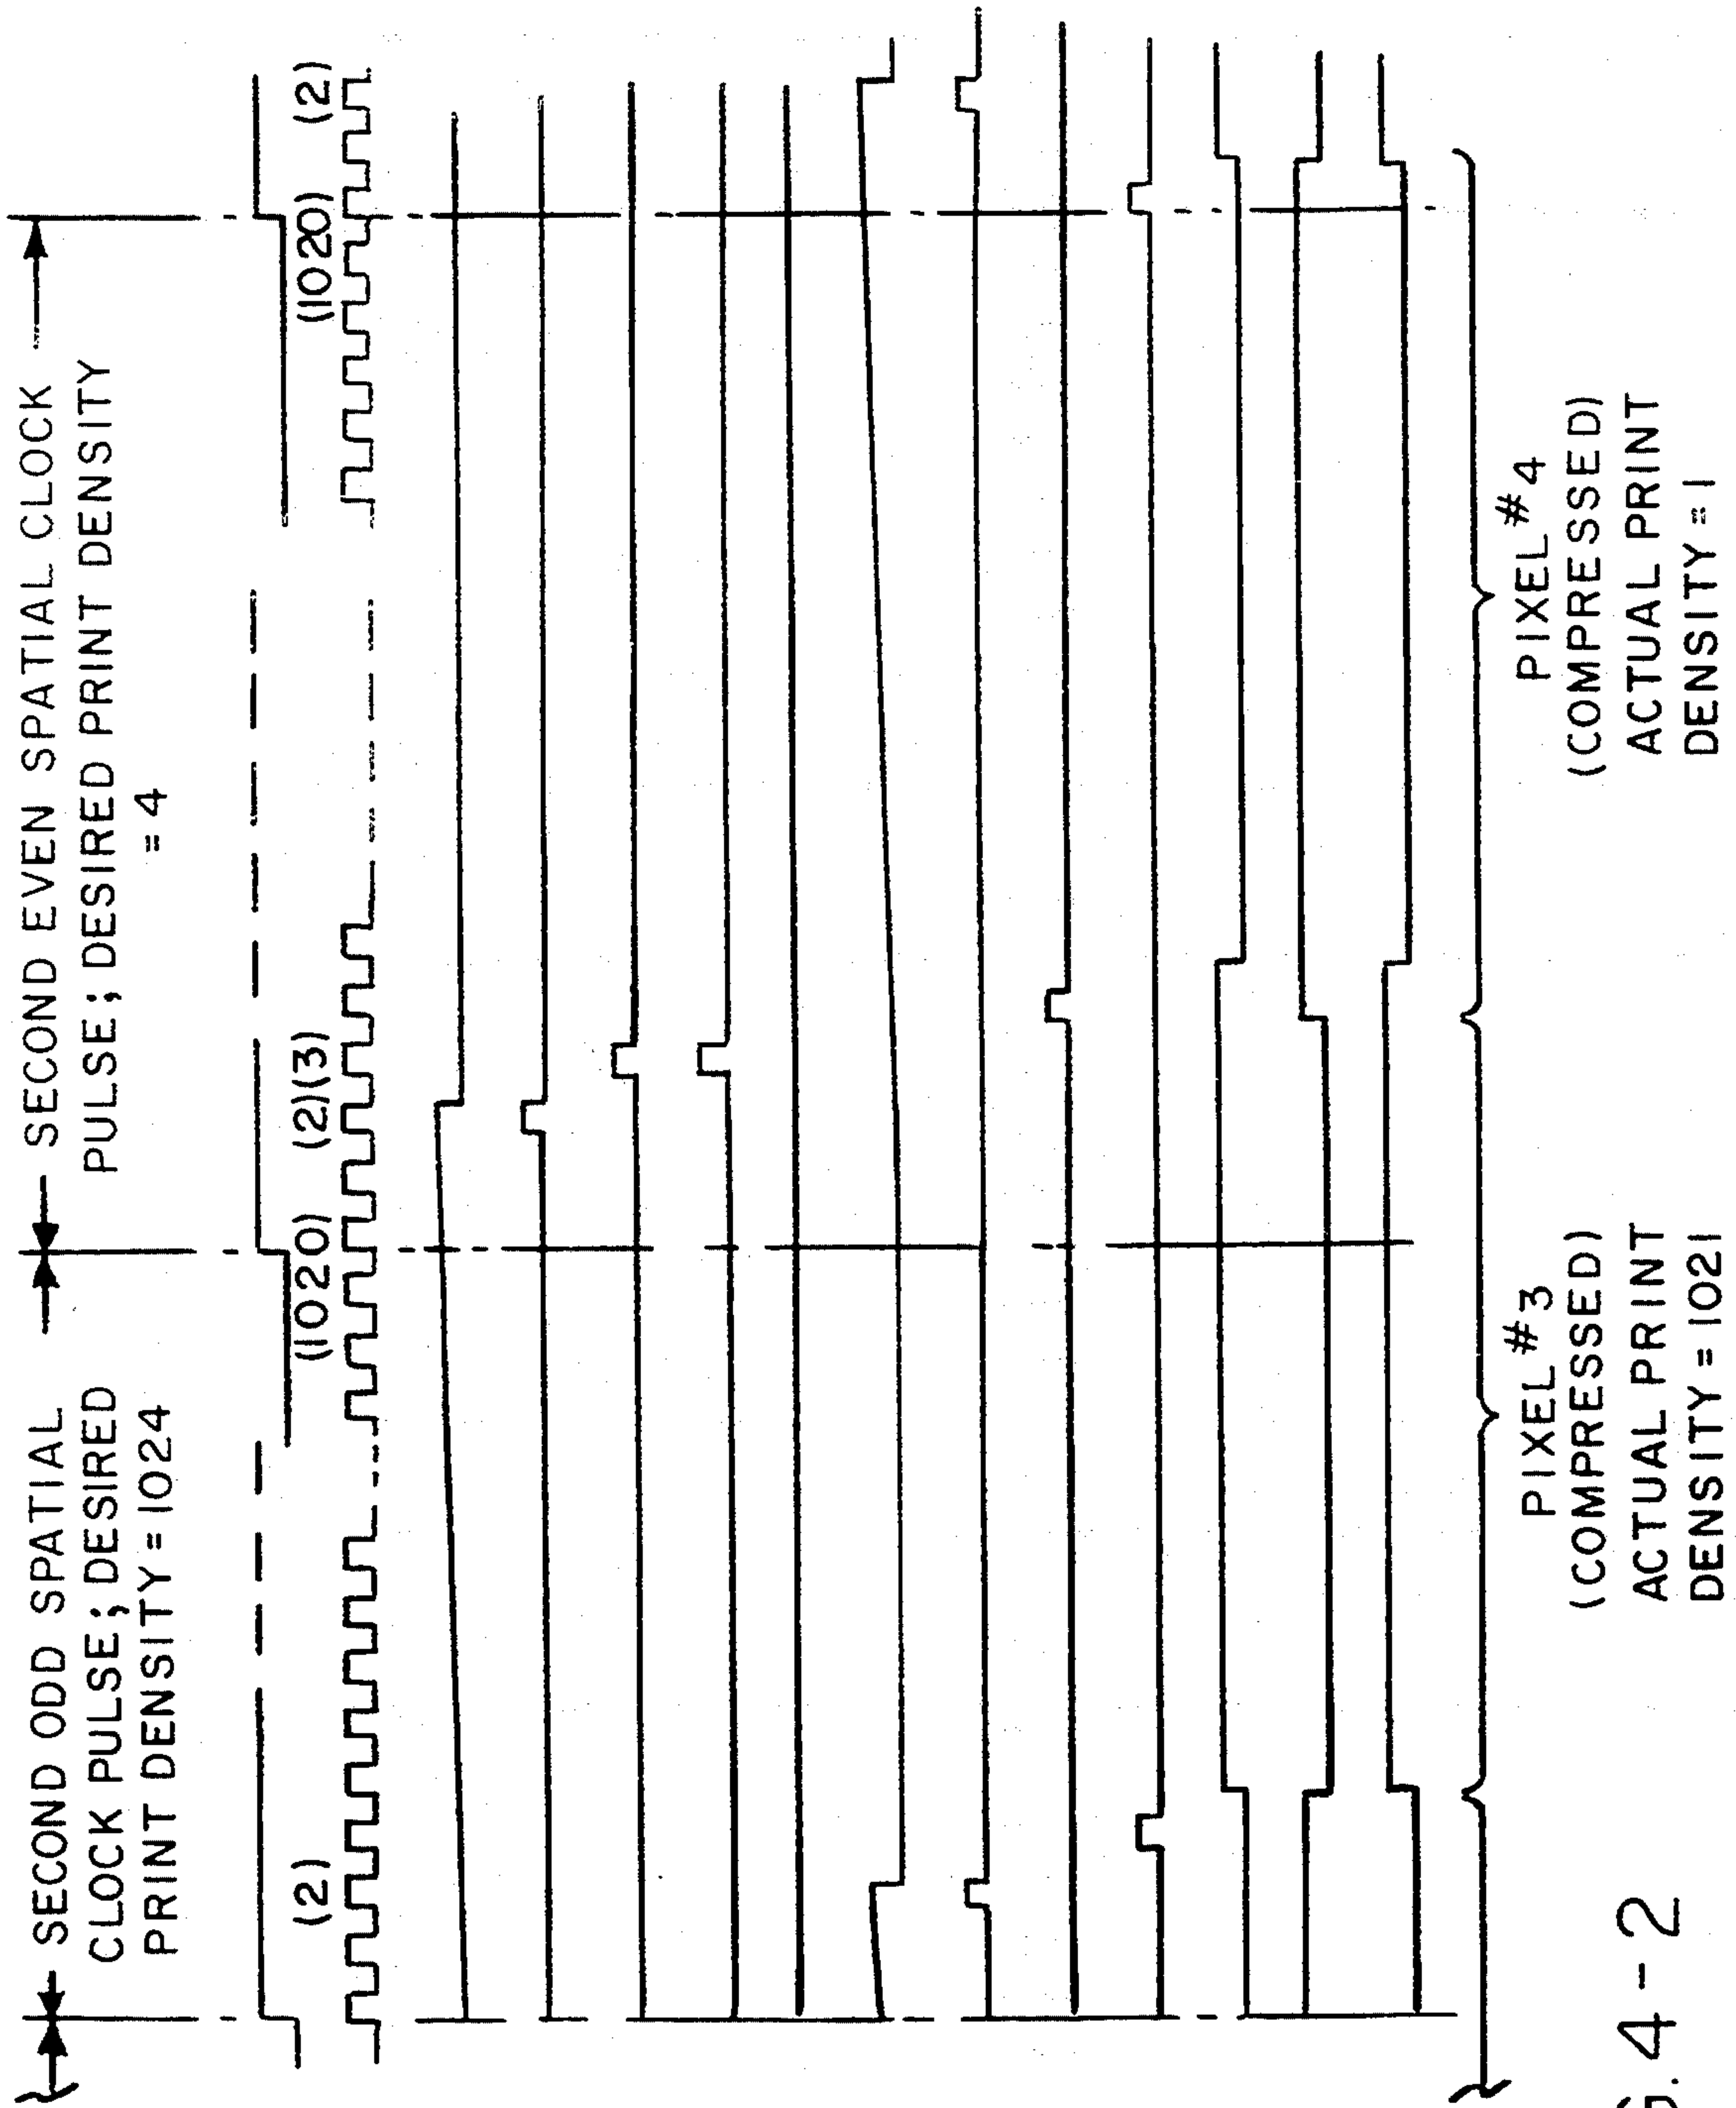 SECOND ODD SPATIAL
CLOCK PULSE; DESIRED
PRINT DENSITY = 1024
SECOND EVEN SPATIAL CLOCK
PULSE; DESIRED PRINT DENSITY
= 4
(2) (1020) (2)(3) (1020) (2)
PIXEL #3
(COMPRESSED)
ACTUAL PRINT
DENSITY = 1021
PIXEL #4
(COMPRESSED)
ACTUAL PRINT
DENSITY = 1
4-2